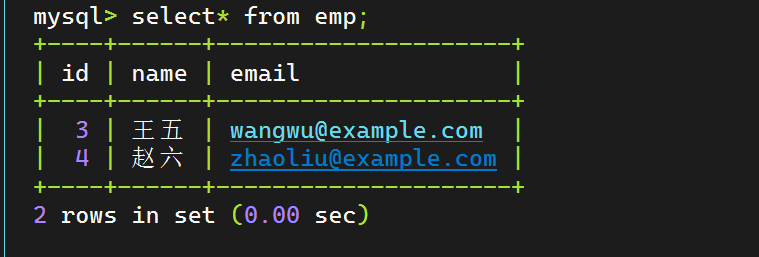 mysql> select* from emp;
+----+------+---------------------+
| id | name | email               |
+----+------+---------------------+
|  3 | 王五 | wangwu@example.com  |
|  4 | 赵六 | zhaoliu@example.com |
+----+------+---------------------+
2 rows in set (0.00 sec)